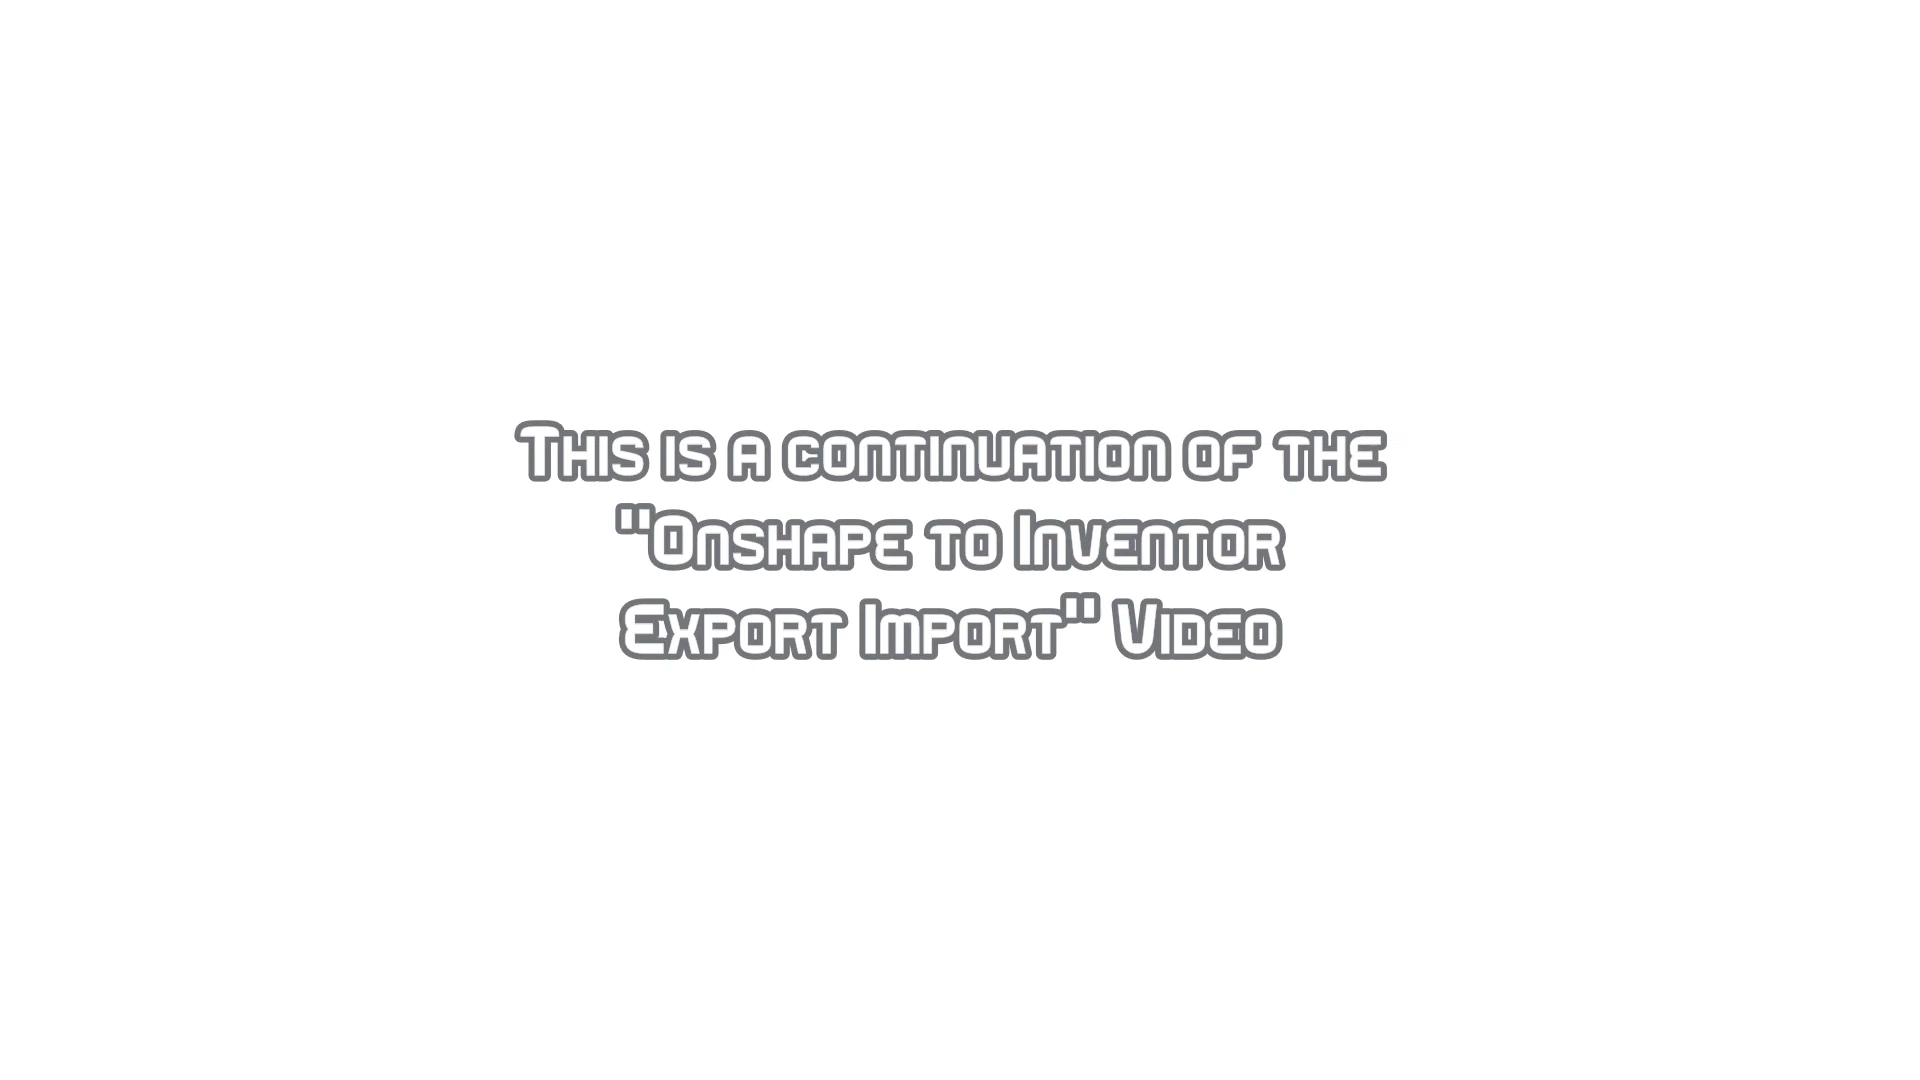 This is a continuation of the
"Onshape to Inventor
Export Import" Video